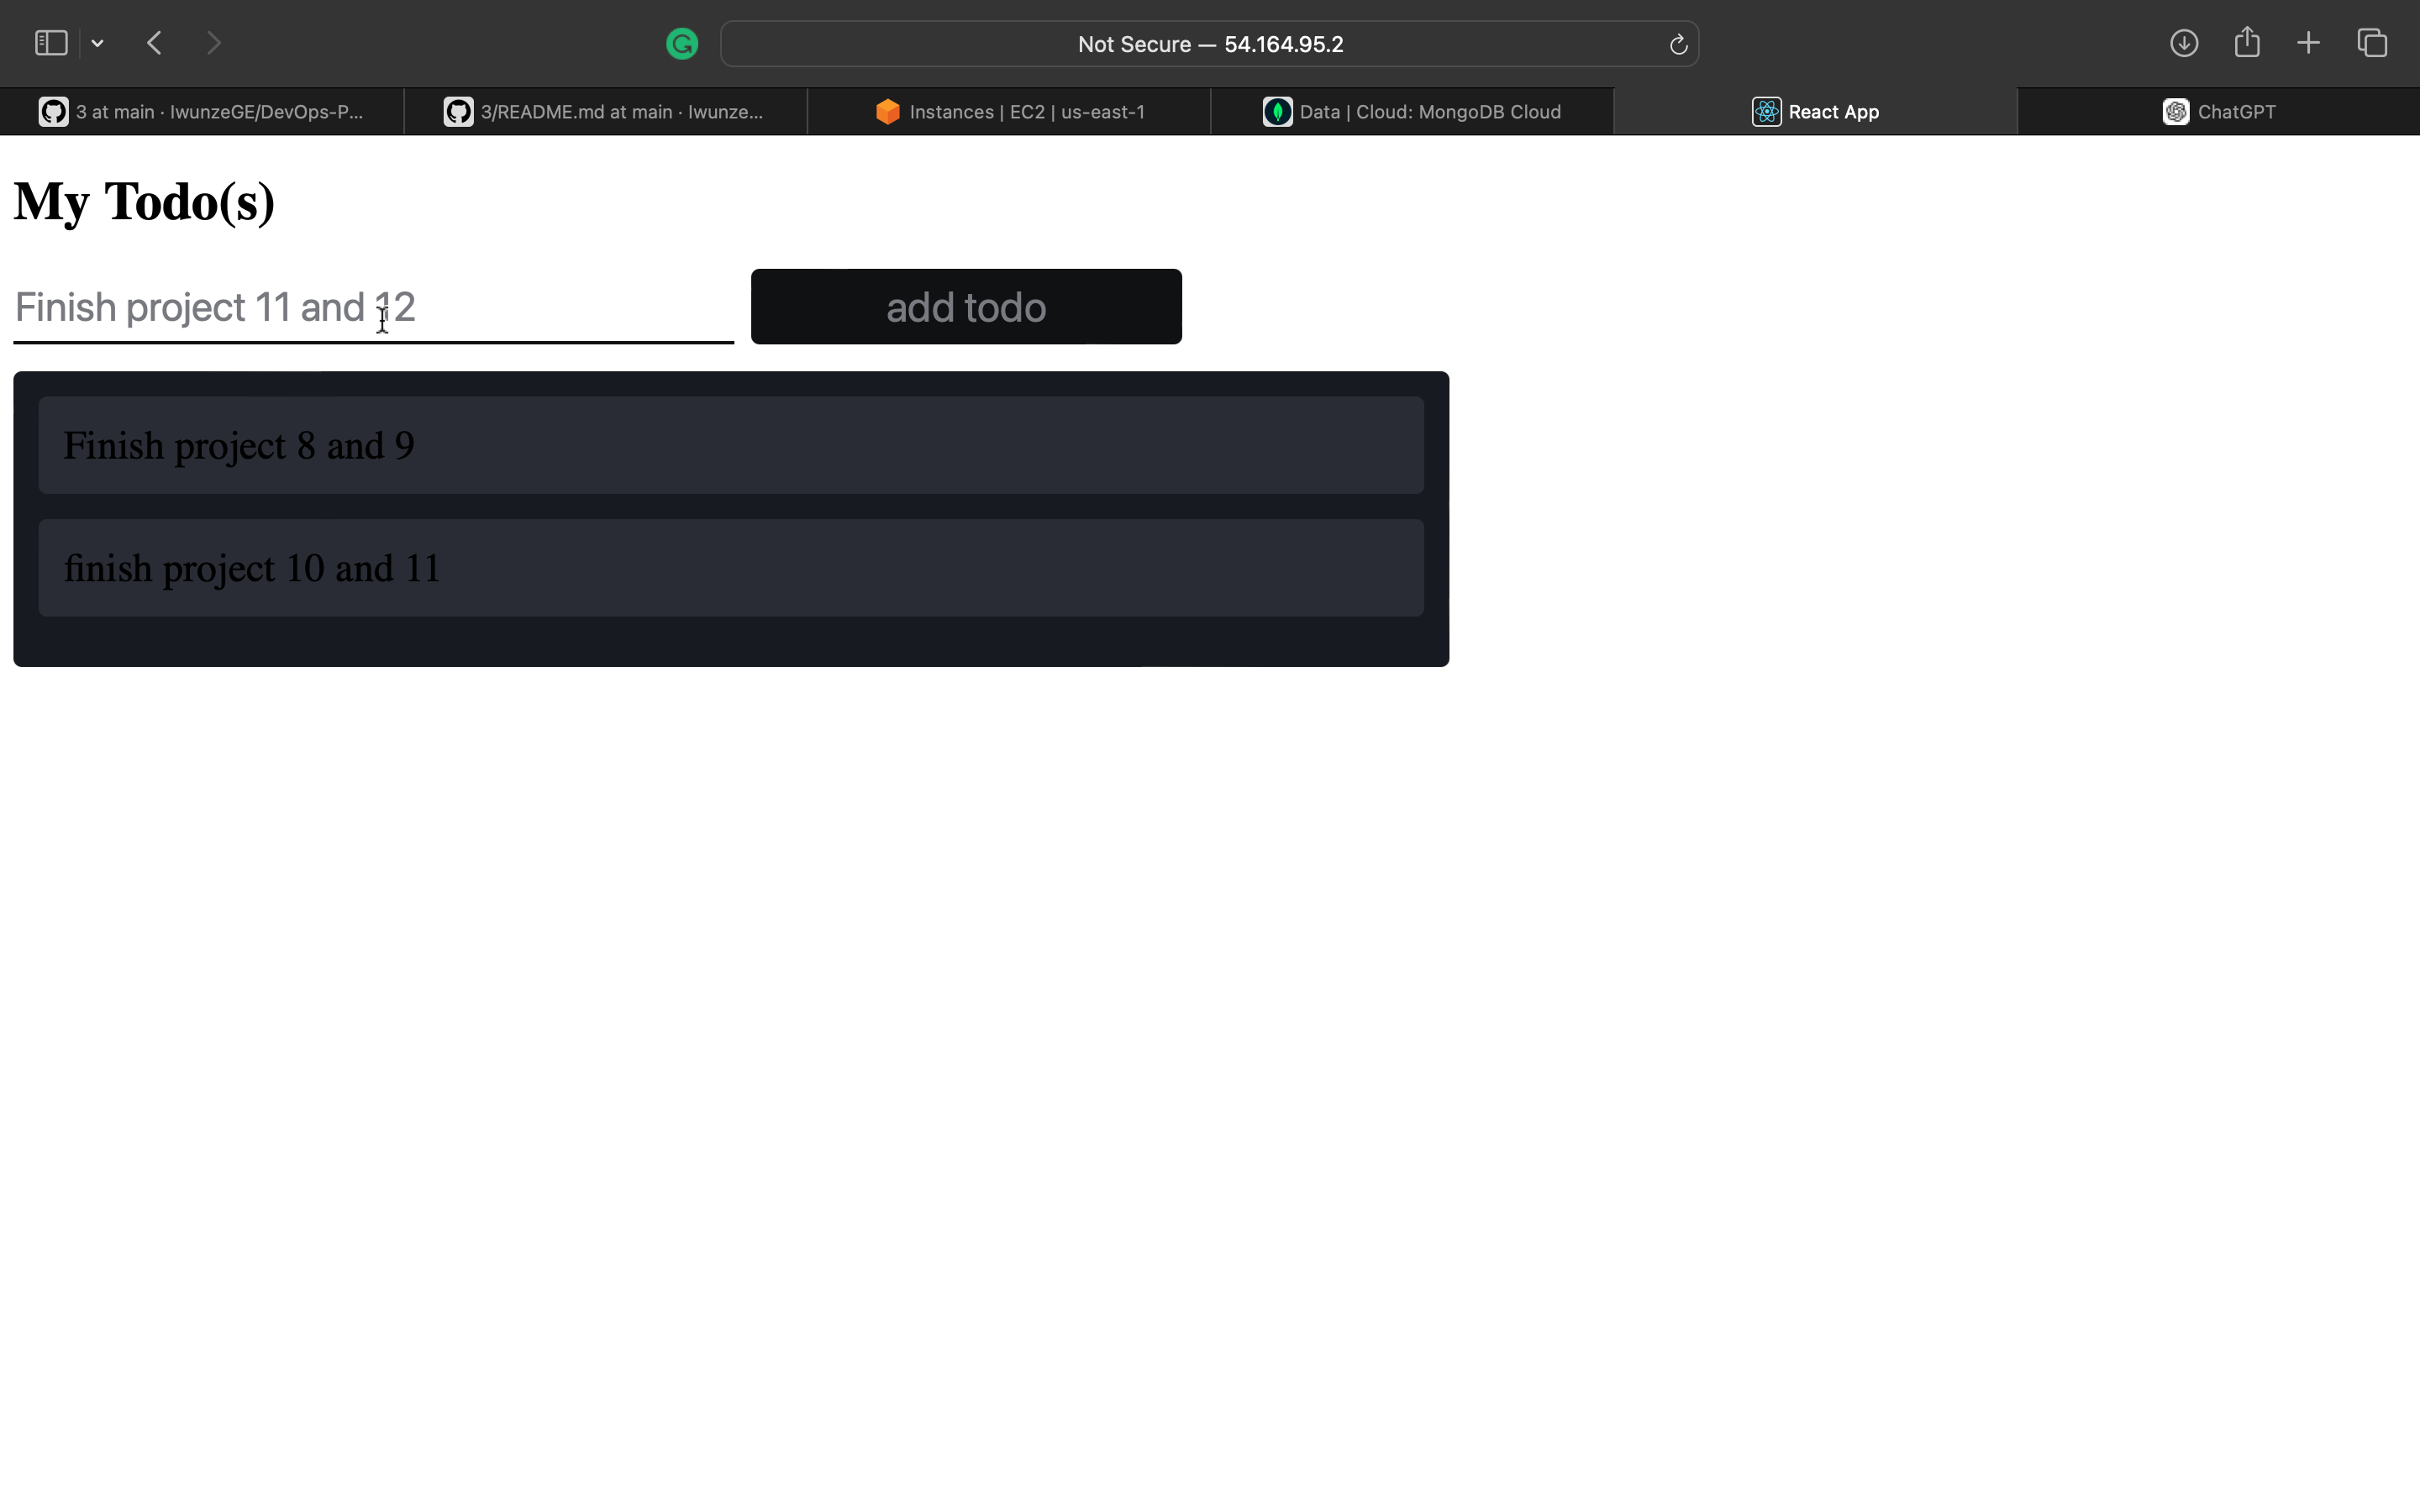 Not Secure — 54.164.95.2
3 at main · IwunzeGE/DevOps-P...
3/README.md at main · Iwunze...
Instances | EC2 | us-east-1
Data | Cloud: MongoDB Cloud
React App
ChatGPT
My Todo(s)
Finish project 11 and 12
add todo
Finish project 8 and 9
finish project 10 and 11